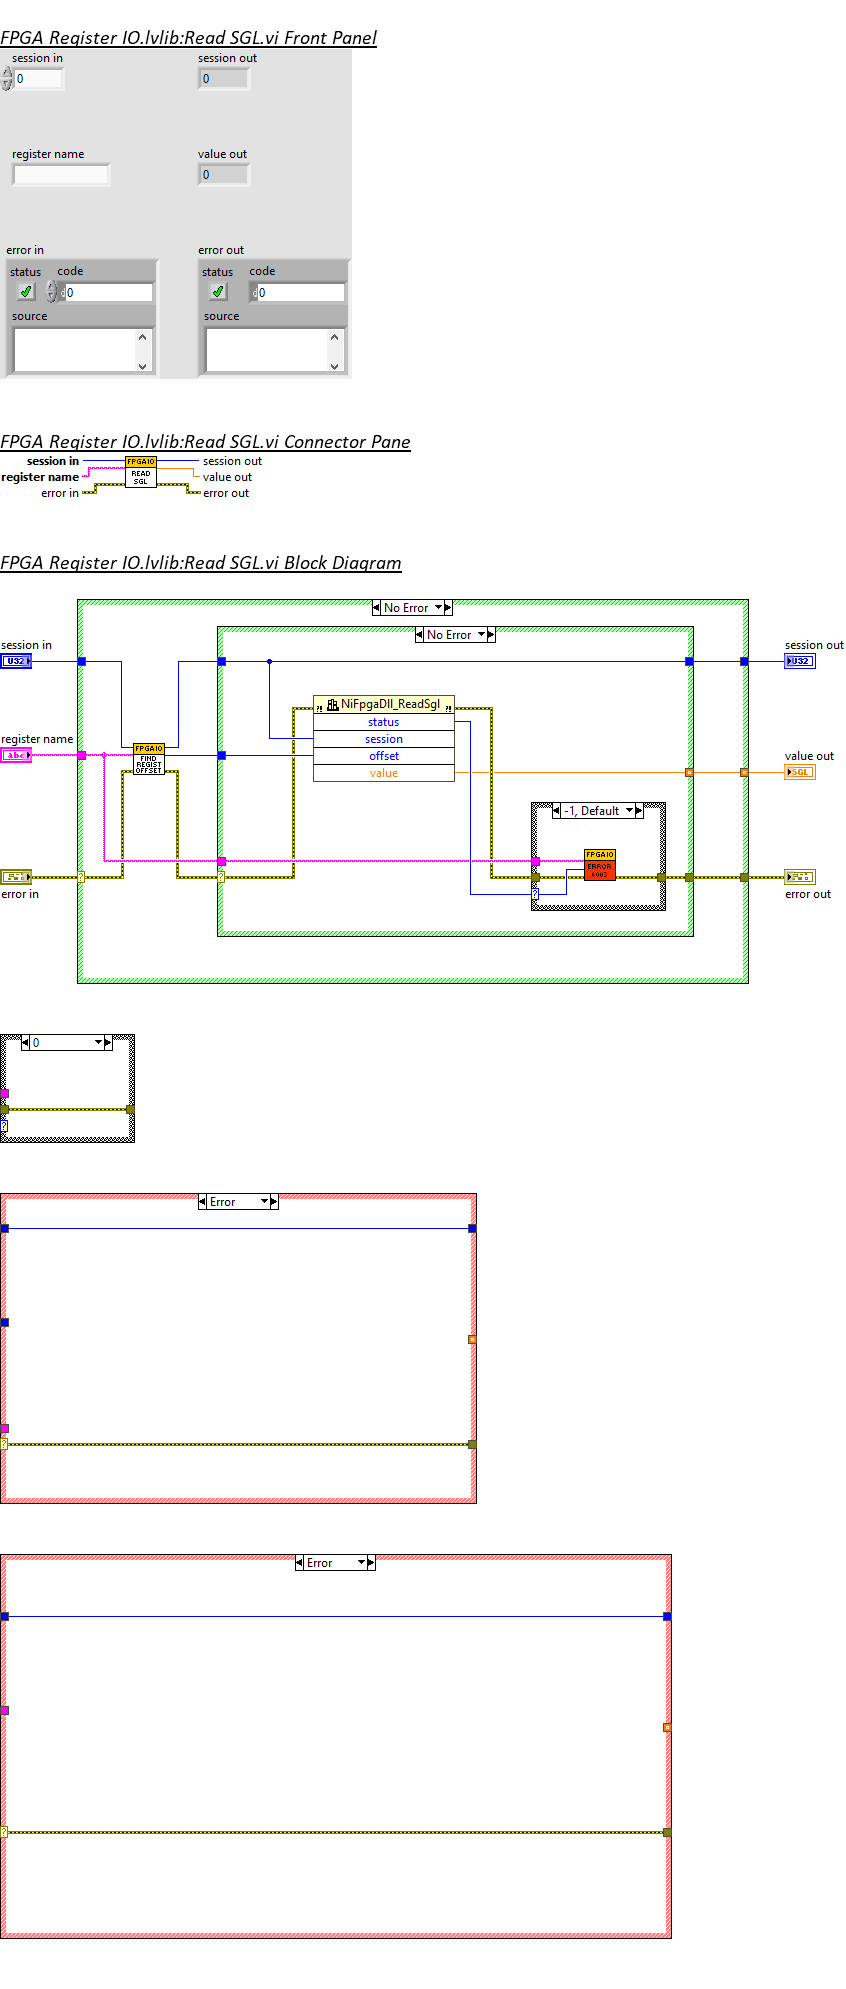 FPGA Register IO.lvlib:Read SGL.vi Front Panel
session in
session out
0
0
register name
value out
0
error in
error out
status
code
status
code
0
0
source
source
FPGA Register IO.lvlib:Read SGL.vi Connector Pane
session in
FPGAIO
session out
register name
READ
SGL
value out
error in
error out
FPGA Register IO.lvlib:Read SGL.vi Block Diagram
No Error
No Error
session in
session out
U32
U32
NiFpgaDll_ReadSgl
status
register name
session
abc
FPGAIO
FIND
REGIST
OFFSET
offset
value out
value
SGL
-1, Default
FPGAIO
ERROR
6003
?
?
?
error in
error out
0
?
Error
?
Error
?